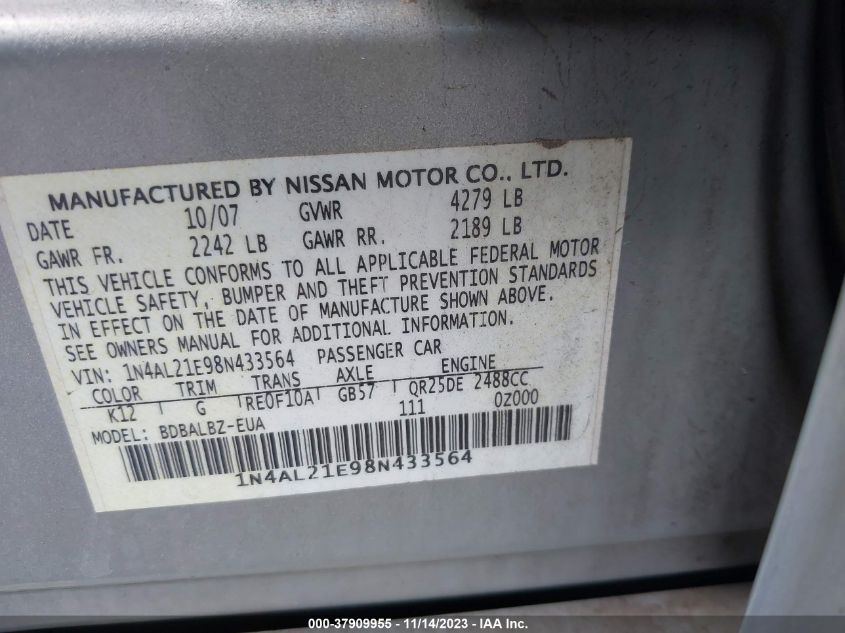 MANUFACTURED BY NISSAN MOTOR CO., LTD.
DATE 10/07 GVWR 4279 LB
GAWR FR. 2242 LB GAWR RR. 2189 LB
THIS VEHICLE CONFORMS TO ALL APPLICABLE FEDERAL MOTOR
VEHICLE SAFETY, BUMPER AND THEFT PREVENTION STANDARDS
IN EFFECT ON THE DATE OF MANUFACTURE SHOWN ABOVE.
SEE OWNERS MANUAL FOR ADDITIONAL INFORMATION.
VIN: 1N4AL21E98N433564 PASSENGER CAR
COLOR TRIM TRANS AXLE ENGINE
K12 G RE0F10A GB57 QR25DE 2488CC
111 0Z000
MODEL: BDBALBZ-EUA
1N4AL21E98N433564
000-37909955 - 11/14/2023 - IAA Inc.